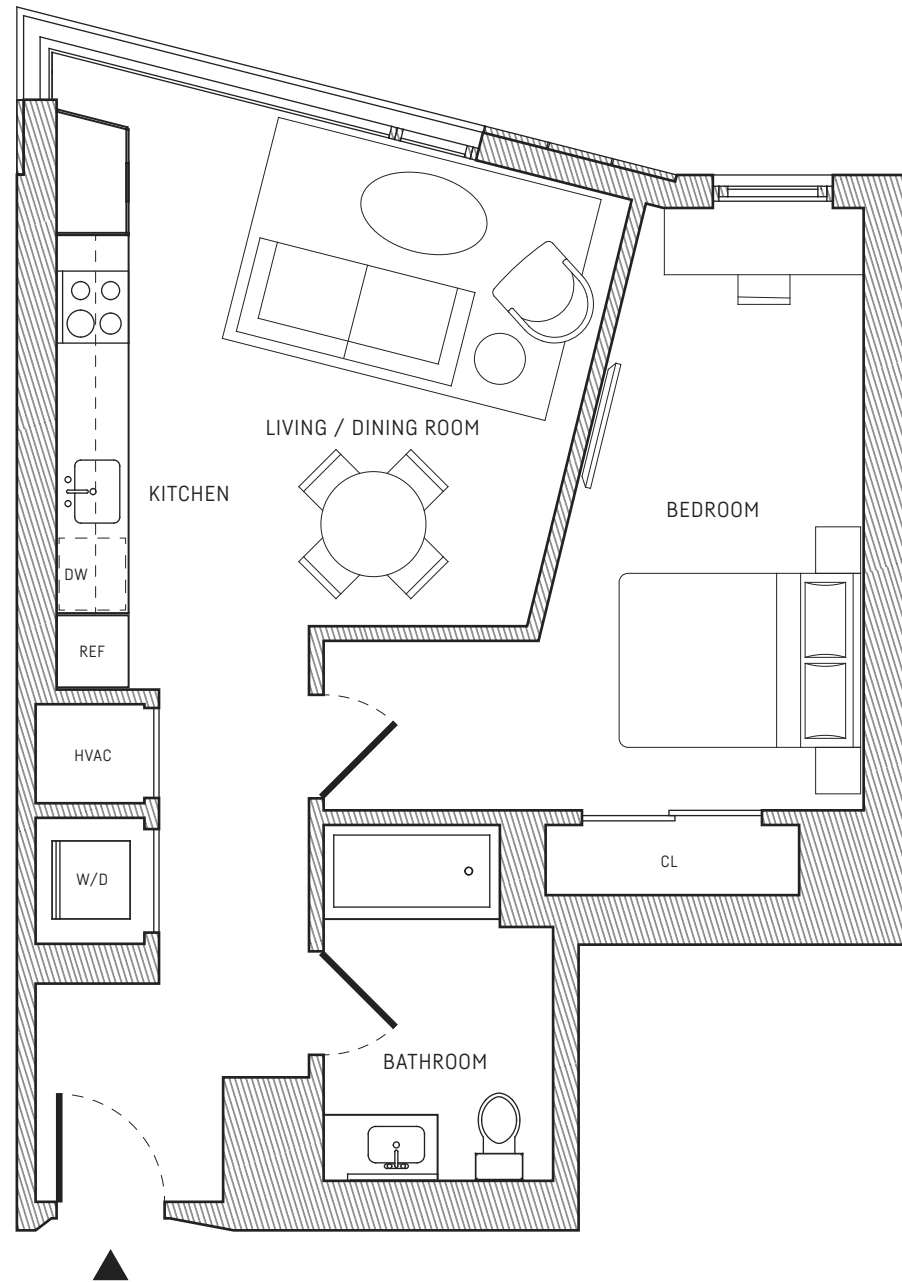 LIVING / DINING ROOM
KITCHEN
BEDROOM
DW
REF
HVAC
W/D
CL
BATHROOM